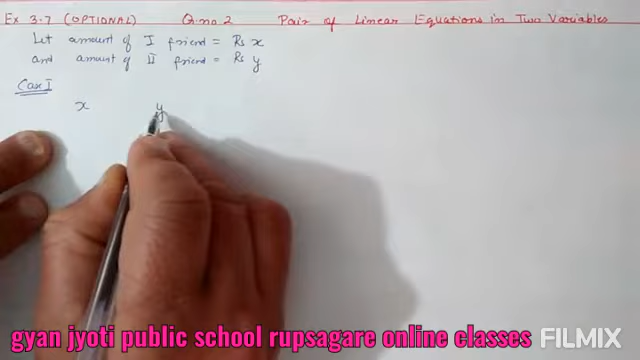 Ex 3.7 (OPTIONAL) Q.no 2 Pair of Linear Equations in Two Variables
Let amount of I friend = Rs x
and amount of II friend = Rs y
Case I
x y
gyan jyoti public school rupsagare online classes FILMIX